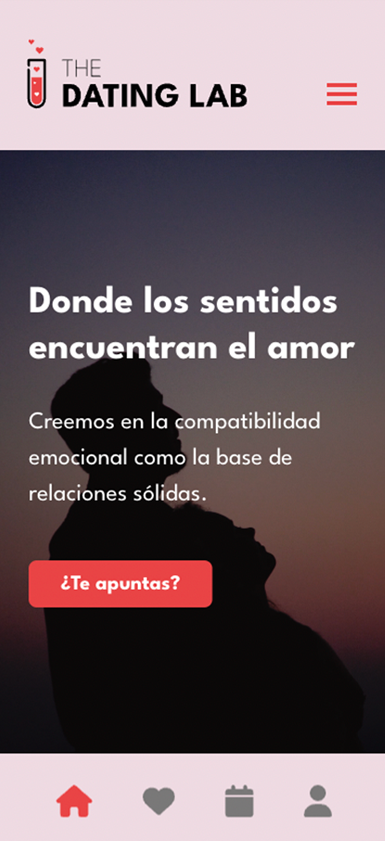 THE
DATING LAB
Donde los sentidos
encuentran el amor
Creemos en la compatibilidad
emocional como la base de
relaciones sólidas.
¿Te apuntas?